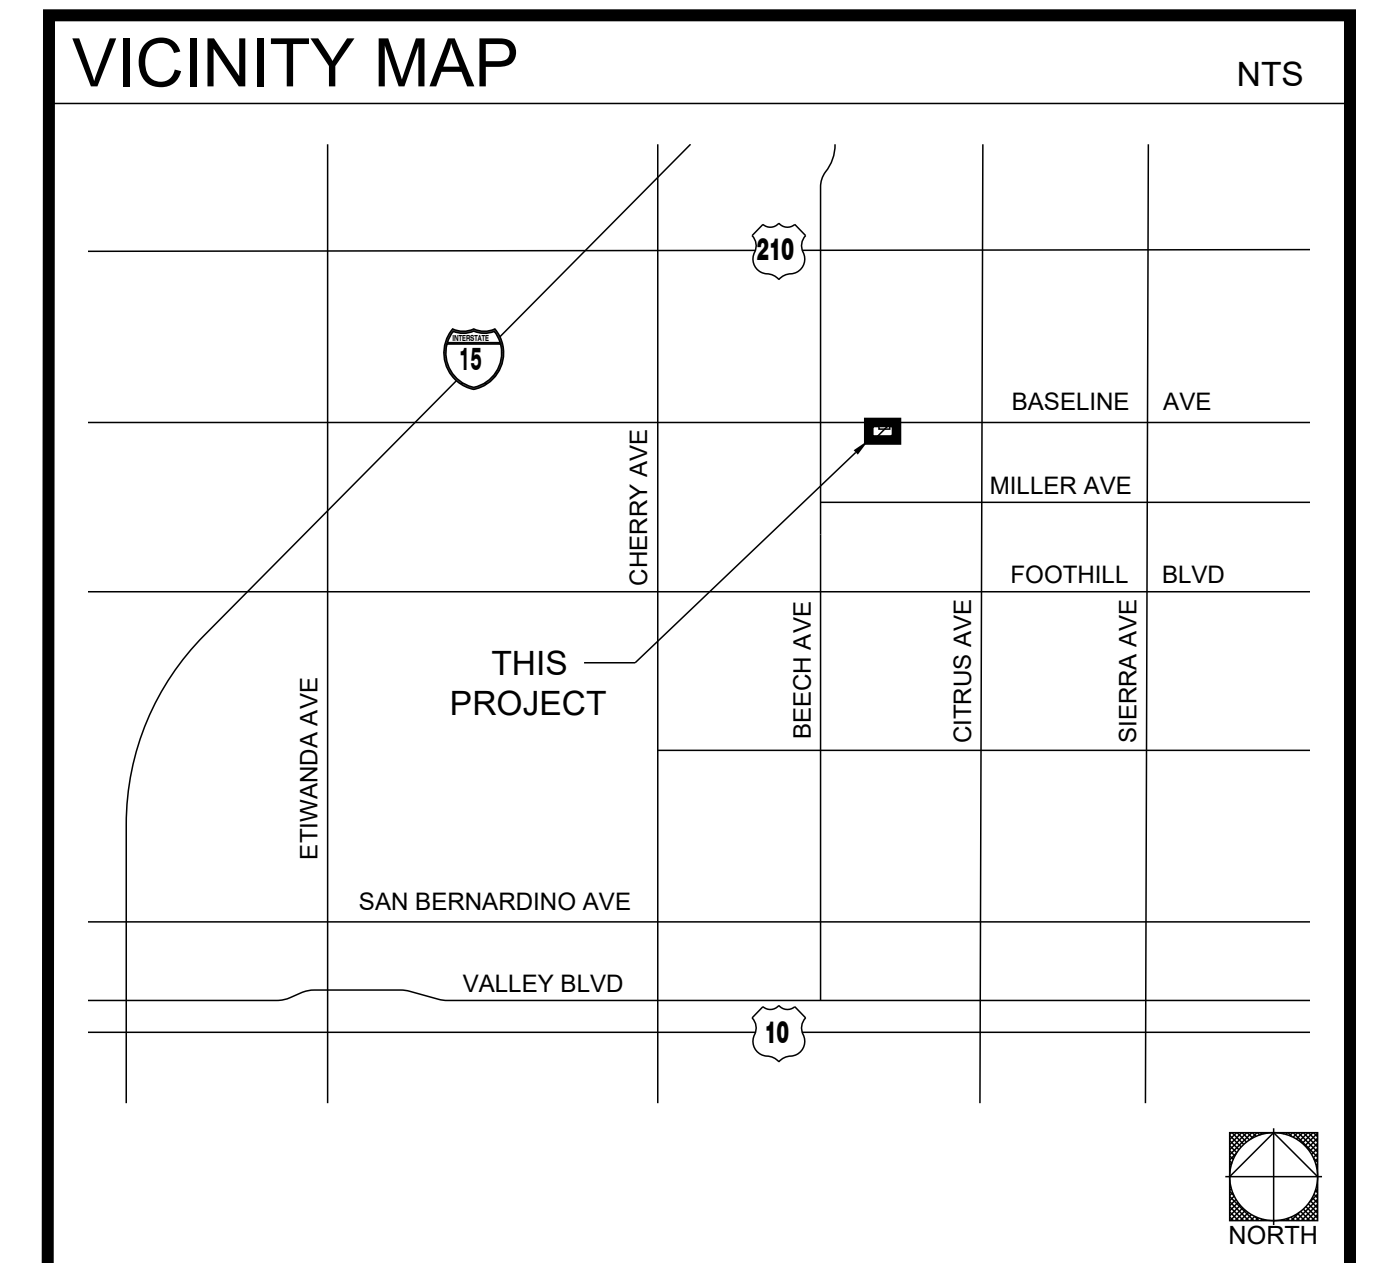 VICINITY MAP
NTS
210
INTERSTATE
15
BASELINE AVE
CHERRY AVE
MILLER AVE
FOOTHILL BLVD
THIS
PROJECT
BEECH AVE
CITRUS AVE
SIERRA AVE
ETIWANDA AVE
SAN BERNARDINO AVE
VALLEY BLVD
10
NORTH